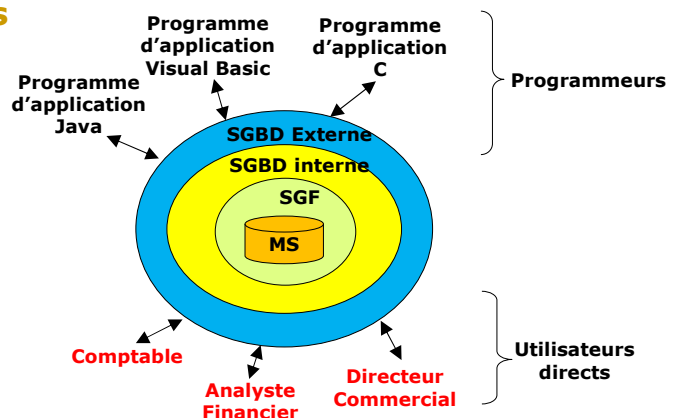 s
Programme
d'application
Visual Basic
Programme
d'application
C
Programme
d'application
Java
Programmeurs
SGBD Externe
SGBD interne
SGF
MS
Comptable
Analyste
Financier
Directeur
Commercial
Utilisateurs
directs